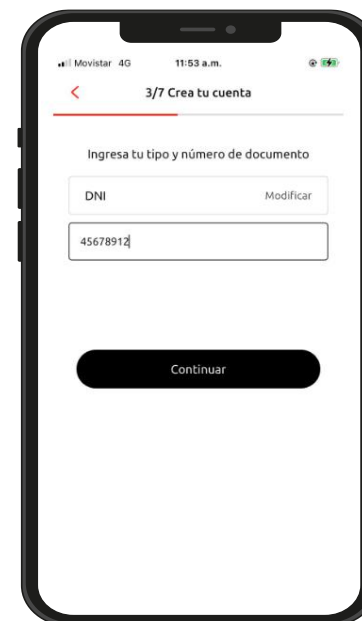 Movistar 4G 11:53 a.m.
3/7 Crea tu cuenta
Ingresa tu tipo y número de documento
DNI Modificar
45678912
Continuar